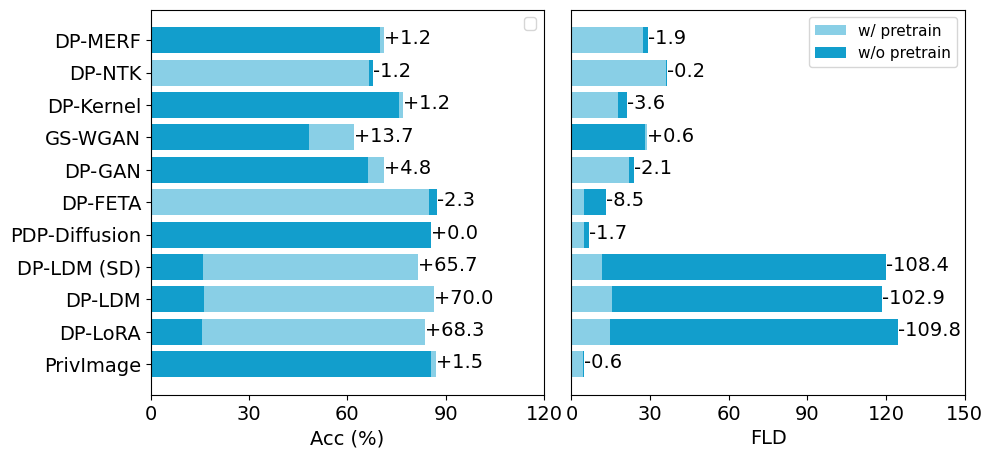 DP-MERF
DP-NTK
DP-Kernel
GS-WGAN
DP-GAN
DP-FETA
PDP-Diffusion
DP-LDM (SD)
DP-LDM
DP-LoRA
PrivImage
+1.2
-1.2
+1.2
+13.7
+4.8
-2.3
+0.0
+65.7
+70.0
+68.3
+1.5
0 30 60 90 120
Acc (%)
w/ pretrain
w/o pretrain
-1.9
-0.2
-3.6
+0.6
-2.1
-8.5
-1.7
-108.4
-102.9
-109.8
-0.6
0 30 60 90 120 150
FLD